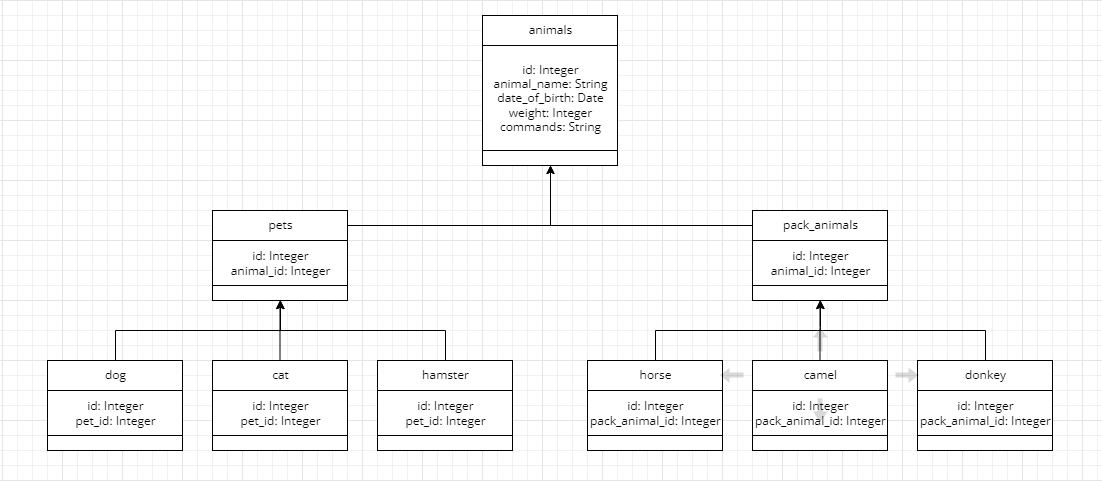 animals
id: Integer
animal_name: String
date_of_birth: Date
weight: Integer
commands: String
pets
id: Integer
animal_id: Integer
pack_animals
id: Integer
animal_id: Integer
dog
id: Integer
pet_id: Integer
cat
id: Integer
pet_id: Integer
hamster
id: Integer
pet_id: Integer
horse
id: Integer
pack_animal_id: Integer
camel
id: Integer
pack_animal_id: Integer
donkey
id: Integer
pack_animal_id: Integer